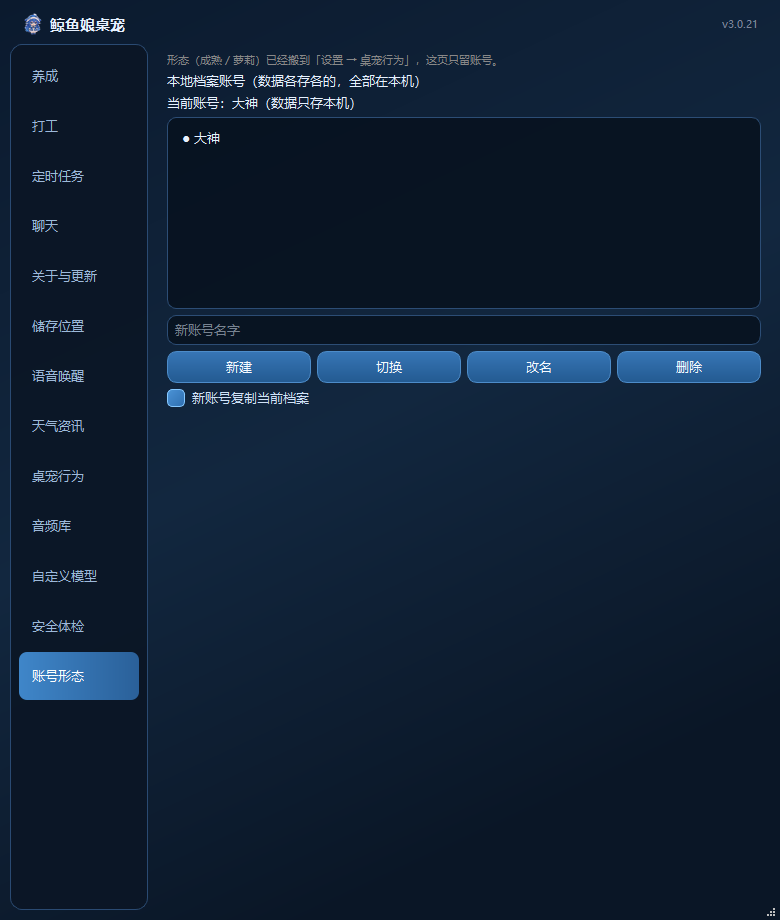 鲸鱼娘桌宠
v3.0.21
养成
打工
定时任务
聊天
关于与更新
储存位置
语音唤醒
天气资讯
桌宠行为
音频库
自定义模型
安全体检
账号形态
形态（成熟 / 萝莉）已经搬到「设置 → 桌宠行为」，这页只留账号。
本地档案账号（数据各存各的，全部在本机）
当前账号：大神（数据只存本机）
● 大神
新账号名字
新建
切换
改名
删除
新账号复制当前档案